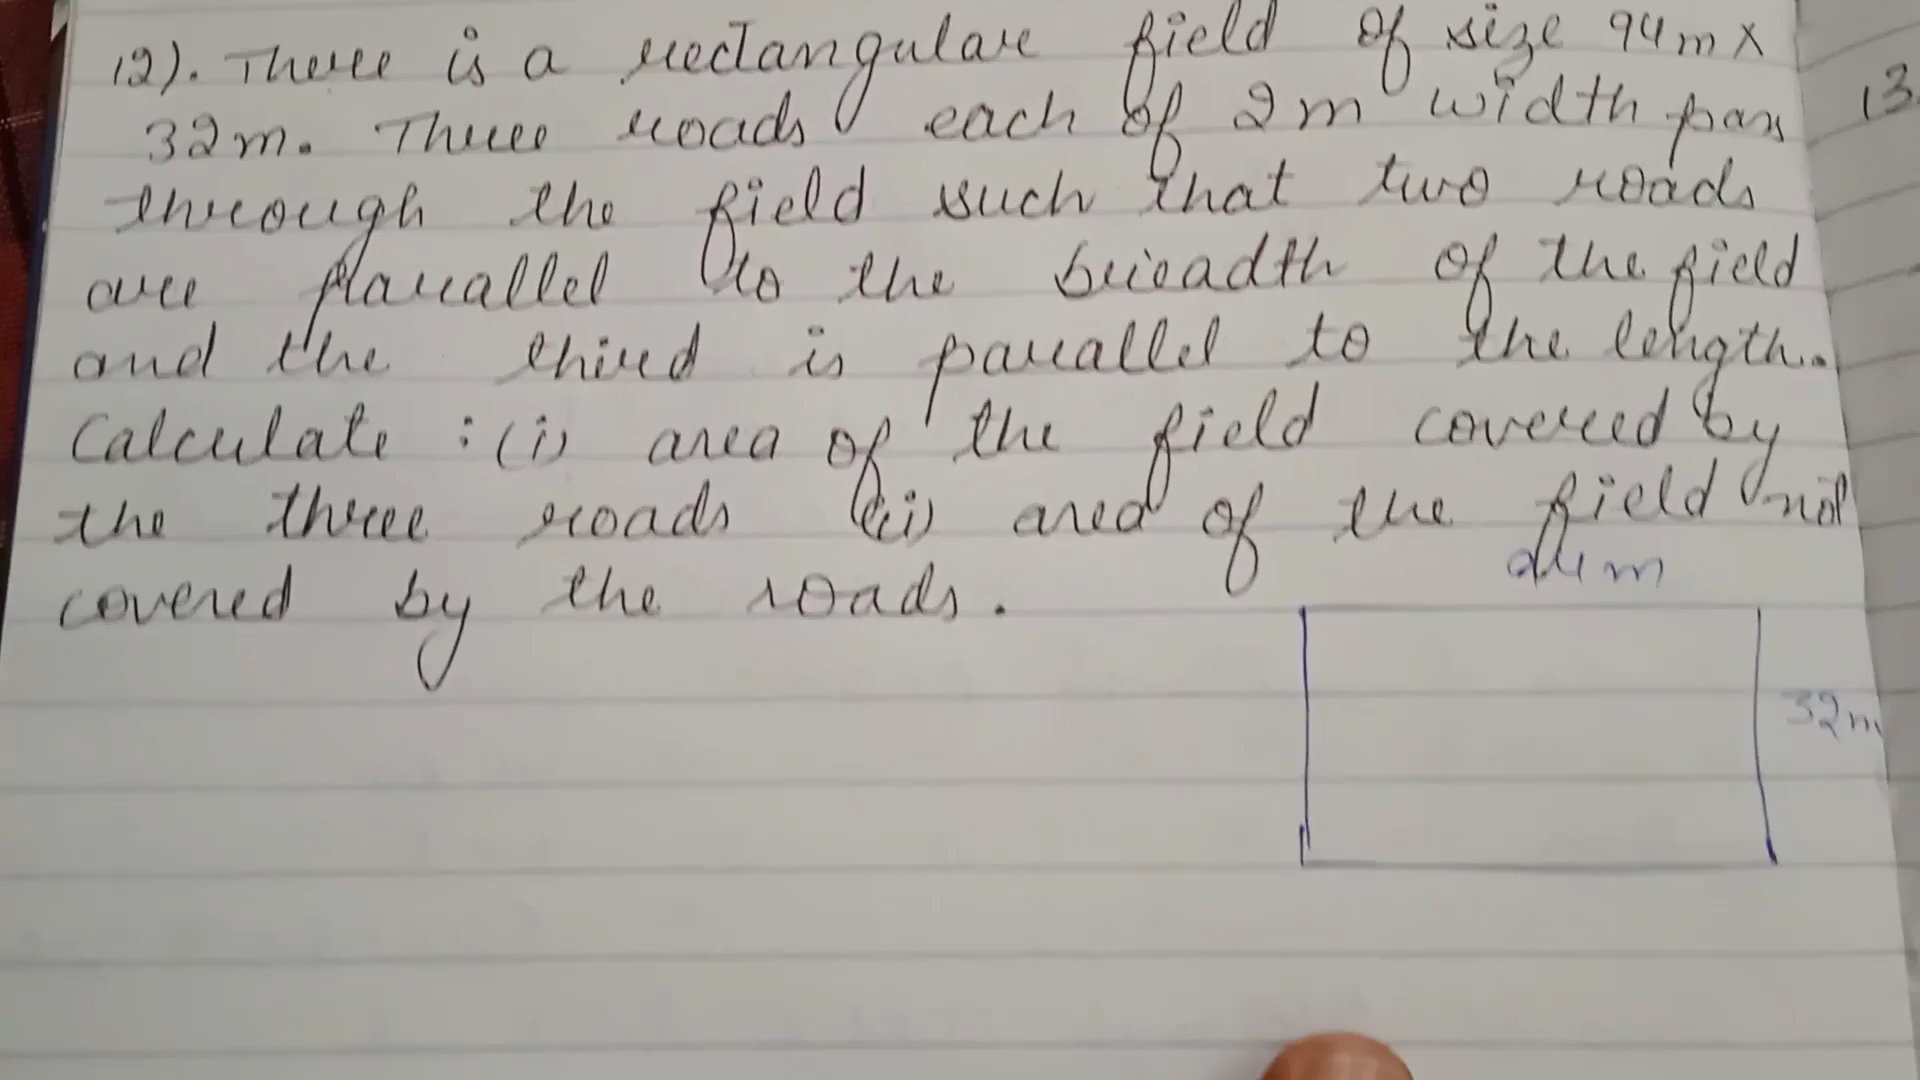 12). There is a rectangular field of size 94m x
32m. Three roads each of 2m width pass
through the field such that two roads
are parallel to the breadth of the field
and the third is parallel to the length.
Calculate : (i) area of the field covered by
the three roads (ii) area of the field not
covered by the roads.
m
32m
13.